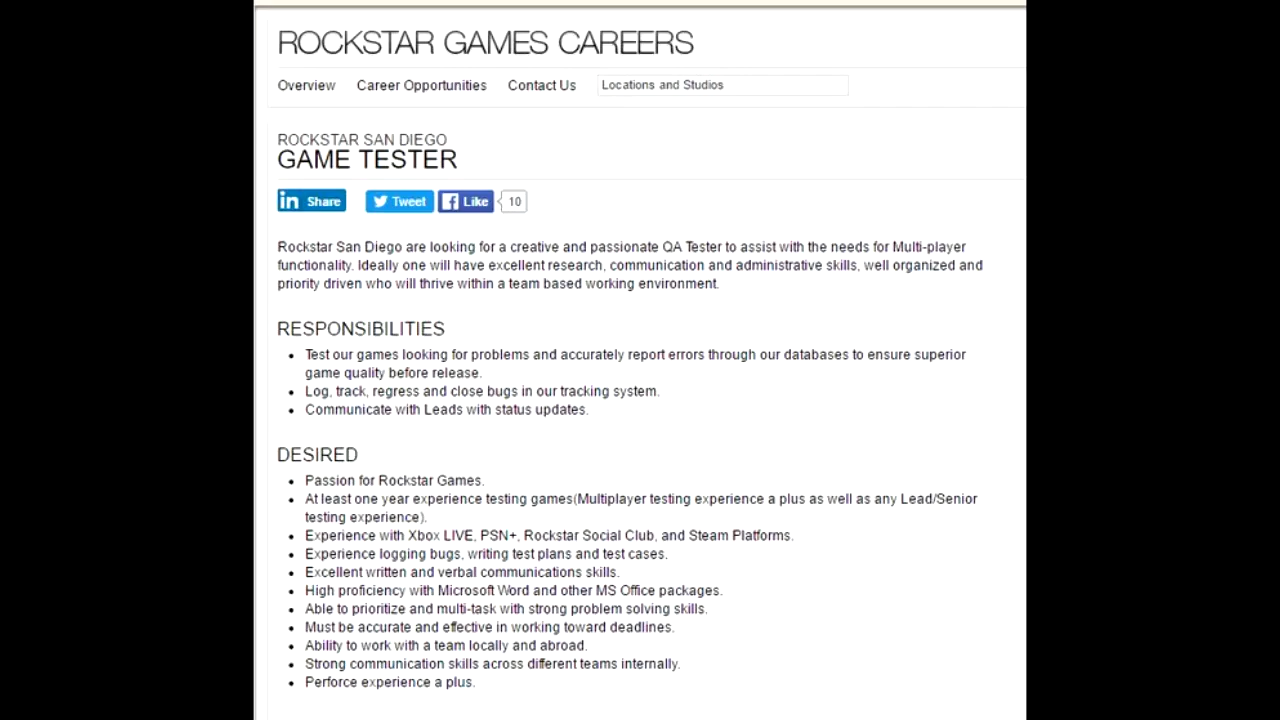 ROCKSTAR GAMES CAREERS
Overview Career Opportunities Contact Us Locations and Studios
ROCKSTAR SAN DIEGO
GAME TESTER
in Share Tweet Like 10
Rockstar San Diego are looking for a creative and passionate QA Tester to assist with the needs for Multi-player
functionality. Ideally one will have excellent research, communication and administrative skills, well organized and
priority driven who will thrive within a team based working environment.
RESPONSIBILITIES
• Test our games looking for problems and accurately report errors through our databases to ensure superior
game quality before release.
• Log, track, regress and close bugs in our tracking system.
• Communicate with Leads with status updates.
DESIRED
• Passion for Rockstar Games.
• At least one year experience testing games(Multiplayer testing experience a plus as well as any Lead/Senior
testing experience).
• Experience with Xbox LIVE, PSN+, Rockstar Social Club, and Steam Platforms.
• Experience logging bugs, writing test plans and test cases.
• Excellent written and verbal communications skills.
• High proficiency with Microsoft Word and other MS Office packages.
• Able to prioritize and multi-task with strong problem solving skills.
• Must be accurate and effective in working toward deadlines.
• Ability to work with a team locally and abroad.
• Strong communication skills across different teams internally.
• Perforce experience a plus.